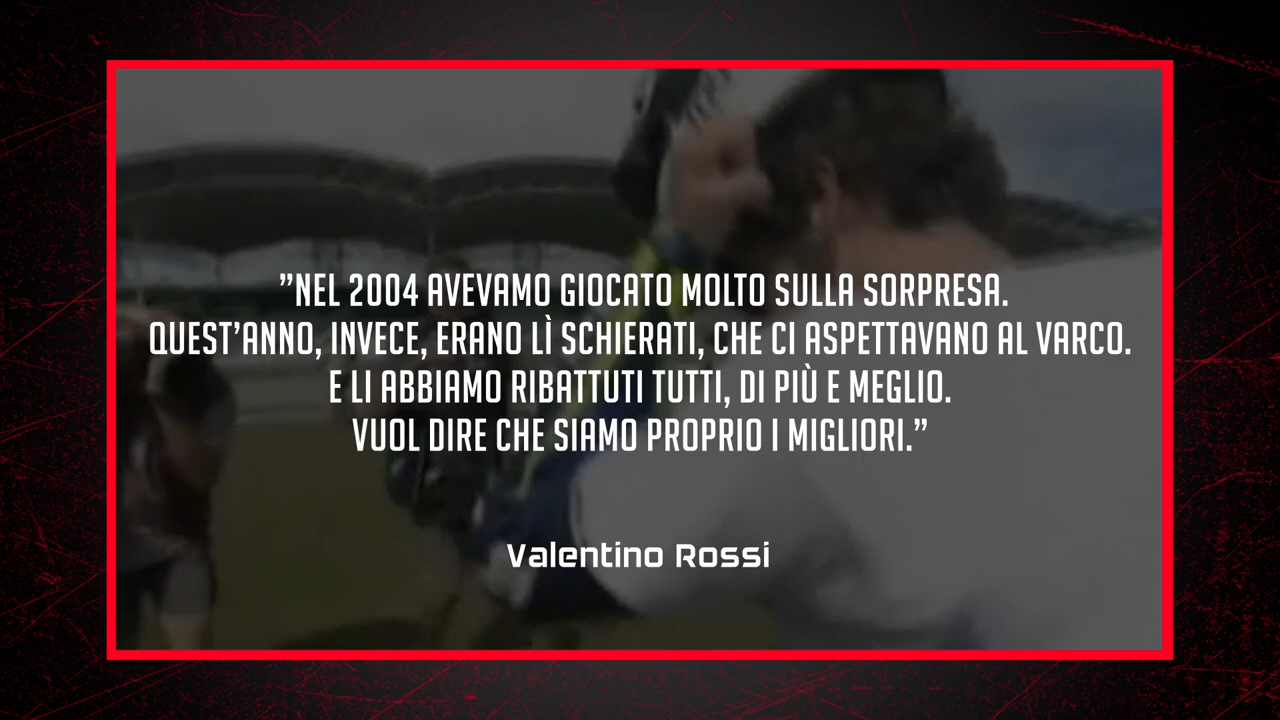 ”NEL 2004 AVEVAMO GIOCATO MOLTO SULLA SORPRESA.
QUEST’ANNO, INVECE, ERANO LÌ SCHIERATI, CHE CI ASPETTAVANO AL VARCO.
E LI ABBIAMO RIBATTUTI TUTTI, DI PIÙ E MEGLIO.
VUOL DIRE CHE SIAMO PROPRIO I MIGLIORI.”
Valentino Rossi